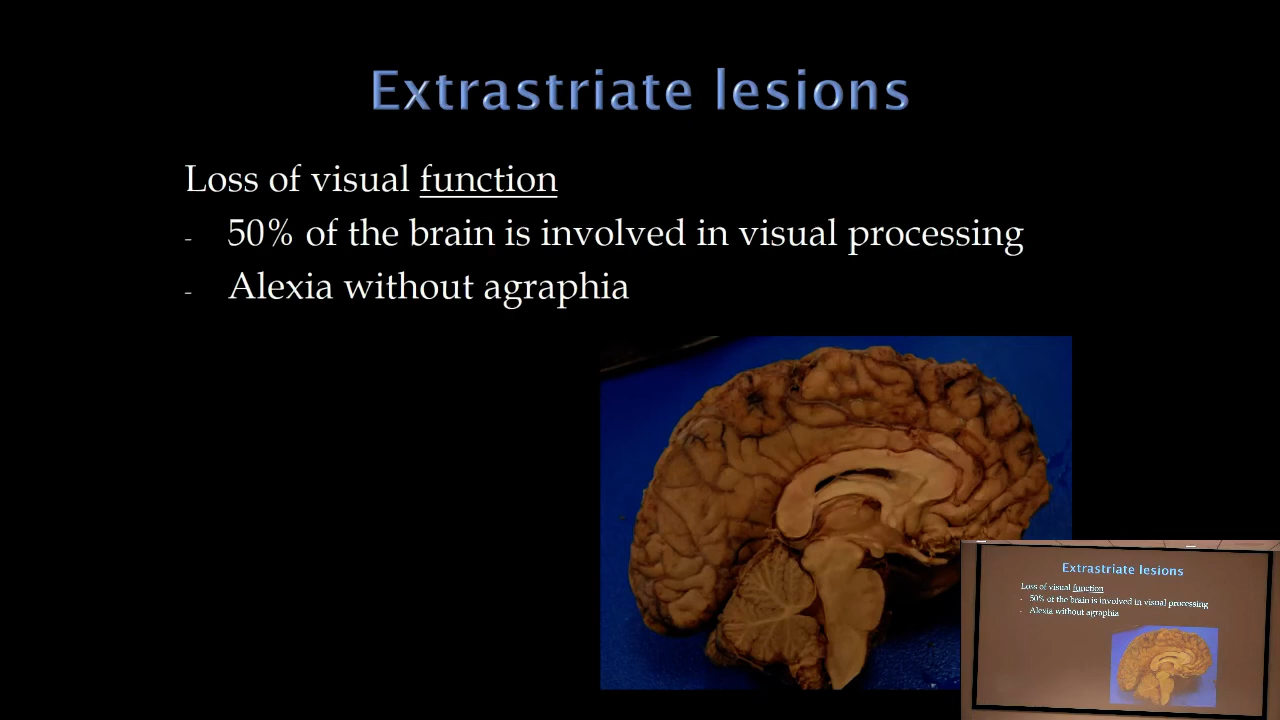 Extrastriate lesions
Loss of visual function
- 50% of the brain is involved in visual processing
- Alexia without agraphia
Extrastriate lesions
Loss of visual function
- 50% of the brain is involved in visual processing
- Alexia without agraphia